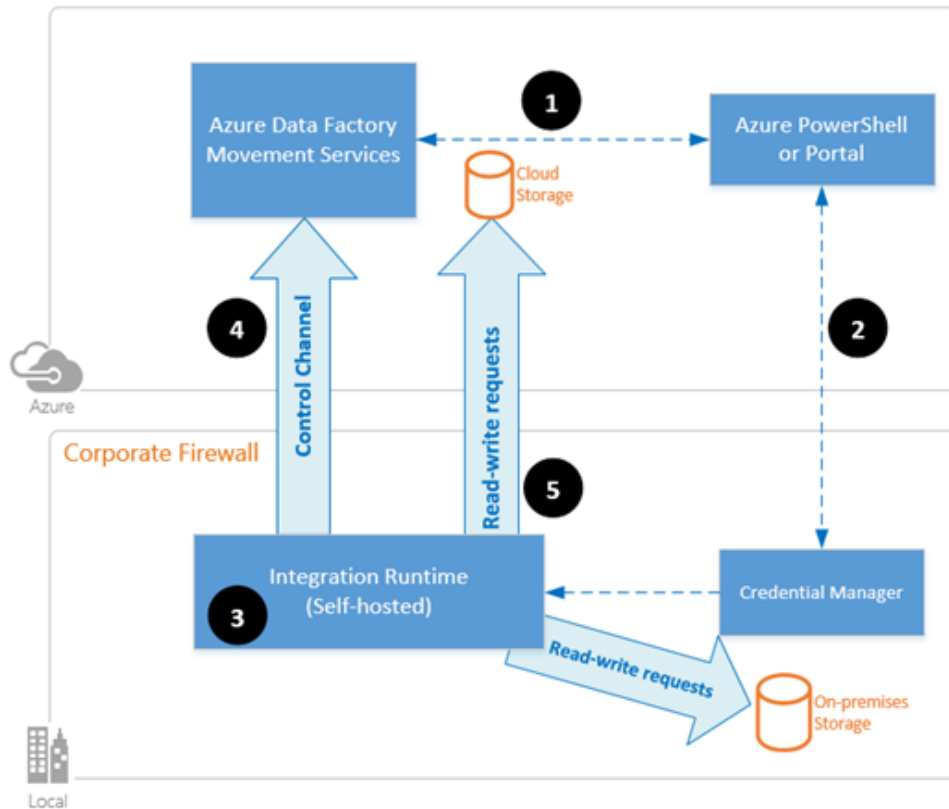 1
Azure Data Factory
Movement Services
Azure PowerShell
or Portal
Cloud
Storage
4
Control Channel
Read-write requests
2
Azure
Corporate Firewall
5
Integration Runtime
(Self-hosted)
3
Credential Manager
Read-write requests
On-premises
Storage
Local